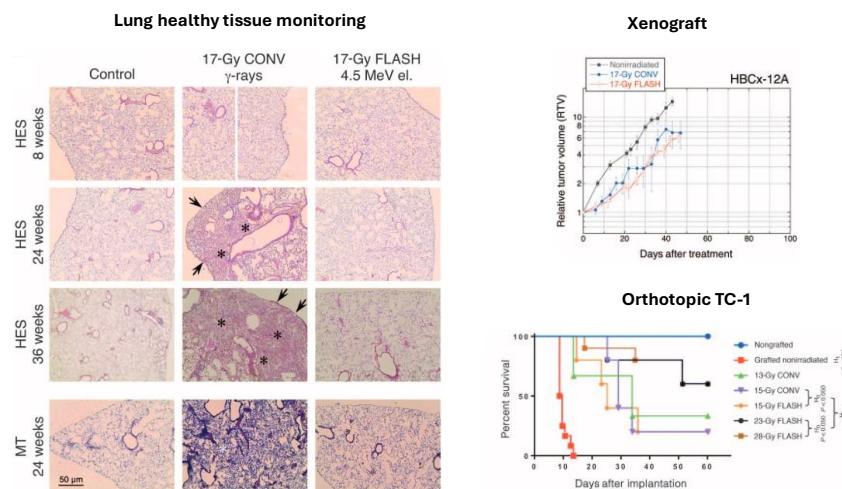 Lung healthy tissue monitoring
Control
17-Gy CONV
γ-rays
17-Gy FLASH
4.5 MeV el.
HES
8 weeks
HES
24 weeks
*
*
HES
36 weeks
*
*
*
*
MT
24 weeks
50 µm
Xenograft
Nonirradiated
17-Gy CONV
17-Gy FLASH
HBCx-12A
Relative tumor volume (RTV)
10
8
6
4
2
1
0 20 40 60 80 100
Days after treatment
Orthotopic TC-1
Percent survival
100
50
0
0 10 20 30 40 50 60
Days after implantation
Nongrafted
Grafted nonirradiated
13-Gy CONV
15-Gy CONV
15-Gy FLASH
23-Gy FLASH
28-Gy FLASH
P < 0.050
P < 0.050